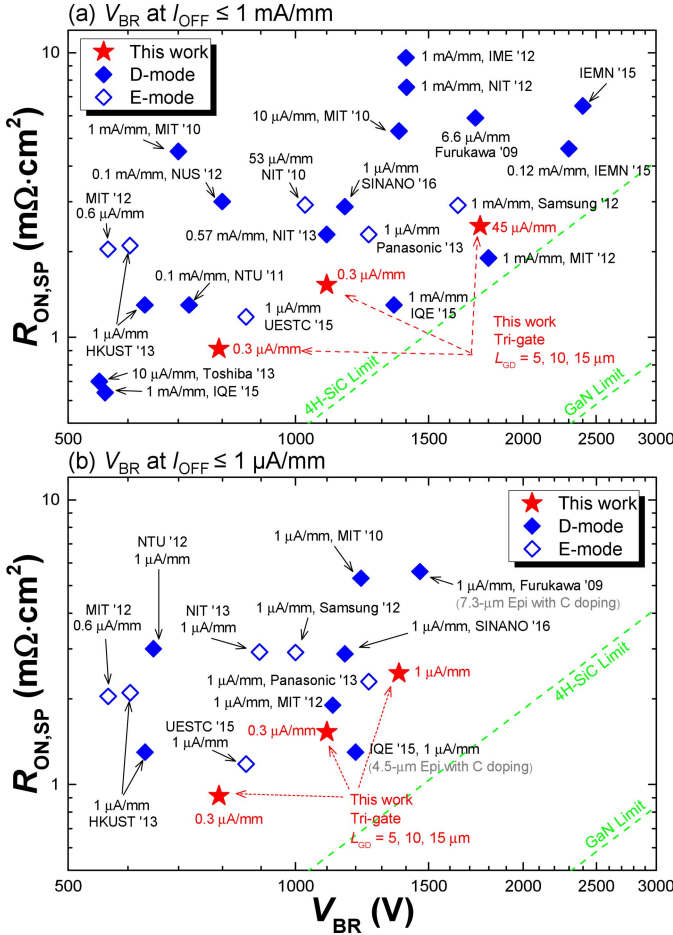 (a) VBR at IOFF ≤ 1 mA/mm
RON,SP (mΩ·cm2)
10
1
This work
D-mode
E-mode
1 mA/mm, IME '12
1 mA/mm, NIT '12
IEMN '15
1 mA/mm, MIT '10
10 µA/mm, MIT '10
6.6 µA/mm
Furukawa '09
0.12 mA/mm, IEMN '15
0.1 mA/mm, NUS '12
53 µA/mm
NIT '10
1 µA/mm
SINANO '16
MIT '12
0.6 µA/mm
1 mA/mm, Samsung '12
0.57 mA/mm, NIT '13
1 µA/mm
Panasonic '13
45 µA/mm
1 mA/mm, MIT '12
0.1 mA/mm, NTU '11
0.3 µA/mm
1 µA/mm
HKUST '13
1 µA/mm
UESTC '15
1 mA/mm
IQE '15
0.3 µA/mm
This work
Tri-gate
LGD = 5, 10, 15 µm
10 µA/mm, Toshiba '13
1 mA/mm, IQE '15
4H-SiC Limit
GaN Limit
500
1000
1500
2000
2500
3000
(b) VBR at IOFF ≤ 1 µA/mm
RON,SP (mΩ·cm2)
10
1
This work
D-mode
E-mode
NTU '12
1 µA/mm
1 µA/mm, MIT '10
1 µA/mm, Furukawa '09
(7.3-µm Epi with C doping)
MIT '12
0.6 µA/mm
NIT '13
1 µA/mm
1 µA/mm, Samsung '12
1 µA/mm, SINANO '16
1 µA/mm, Panasonic '13
1 µA/mm
1 µA/mm, MIT '12
4H-SiC Limit
UESTC '15
1 µA/mm
0.3 µA/mm
IQE '15, 1 µA/mm
(4.5-µm Epi with C doping)
1 µA/mm
HKUST '13
0.3 µA/mm
This work
Tri-gate
LGD = 5, 10, 15 µm
GaN Limit
500
1000
1500
2000
2500
3000
VBR (V)